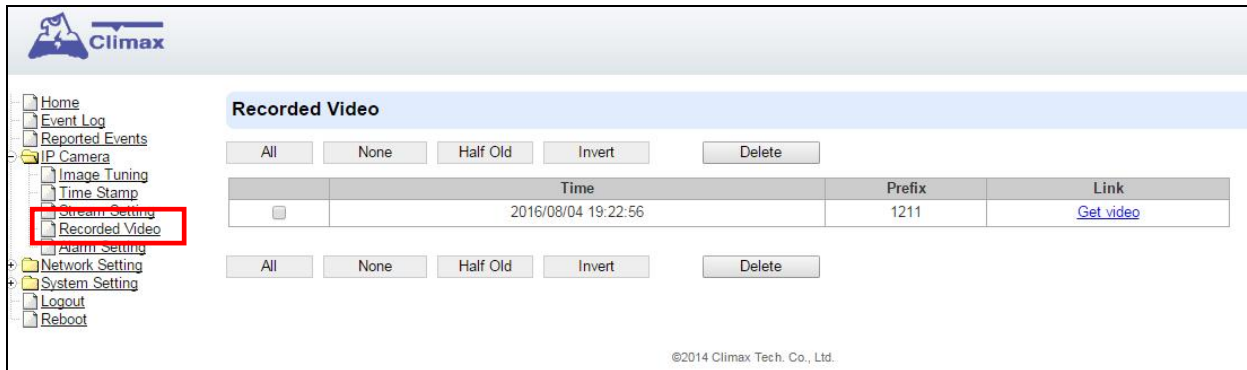 Climax
Home
Event Log
Reported Events
IP Camera
Image Tuning
Time Stamp
Stream Setting
Recorded Video
Alarm Setting
Network Setting
System Setting
Logout
Reboot
Recorded Video
All None Half Old Invert Delete
Time Prefix Link
2016/08/04 19:22:56 1211 Get video
All None Half Old Invert Delete
©2014 Climax Tech. Co., Ltd.